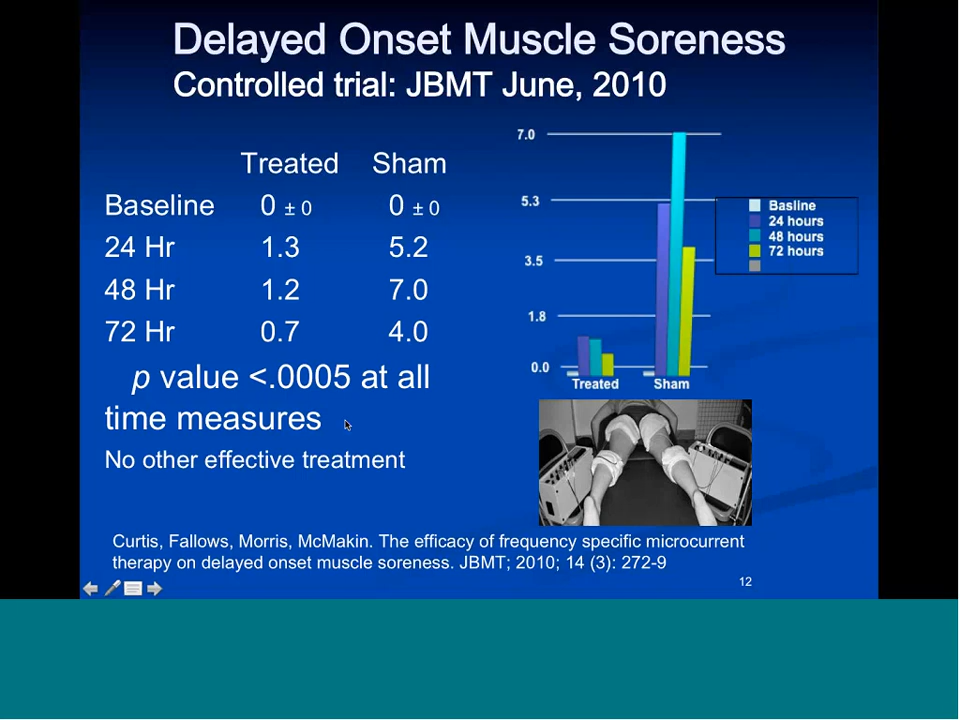 Delayed Onset Muscle Soreness
Controlled trial: JBMT June, 2010
Treated Sham
Baseline 0 ± 0 0 ± 0
24 Hr 1.3 5.2
48 Hr 1.2 7.0
72 Hr 0.7 4.0
p value <.0005 at all
time measures
No other effective treatment
7.0
5.3
3.5
1.8
0.0
Treated Sham
Basline
24 hours
48 hours
72 hours
Curtis, Fallows, Morris, McMakin. The efficacy of frequency specific microcurrent
therapy on delayed onset muscle soreness. JBMT; 2010; 14 (3): 272-9
12